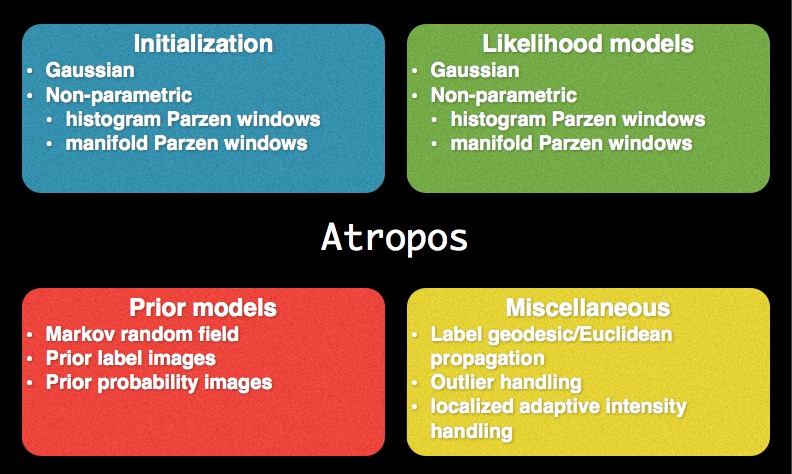 Initialization
• Gaussian
• Non-parametric
• histogram Parzen windows
• manifold Parzen windows
Likelihood models
• Gaussian
• Non-parametric
• histogram Parzen windows
• manifold Parzen windows
Atropos
Prior models
• Markov random field
• Prior label images
• Prior probability images
Miscellaneous
• Label geodesic/Euclidean
propagation
• Outlier handling
• localized adaptive intensity
handling